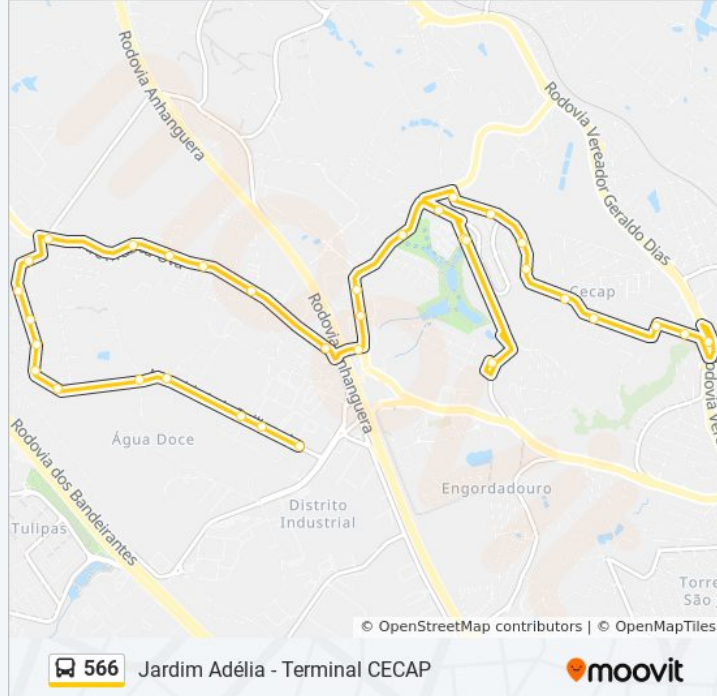 Rodovia Anhanguera
Rodovia Vereador Geraldo Dias
Cecap
Rodovia Anhanguera
Rodovia
Água Doce
Rodovia dos Bandeirantes
Engordadouro
Distrito
Industrial
Tulipas
Torre
São
© OpenStreetMap contributors | © OpenMapTiles
566 Jardim Adélia - Terminal CECAP
moovit